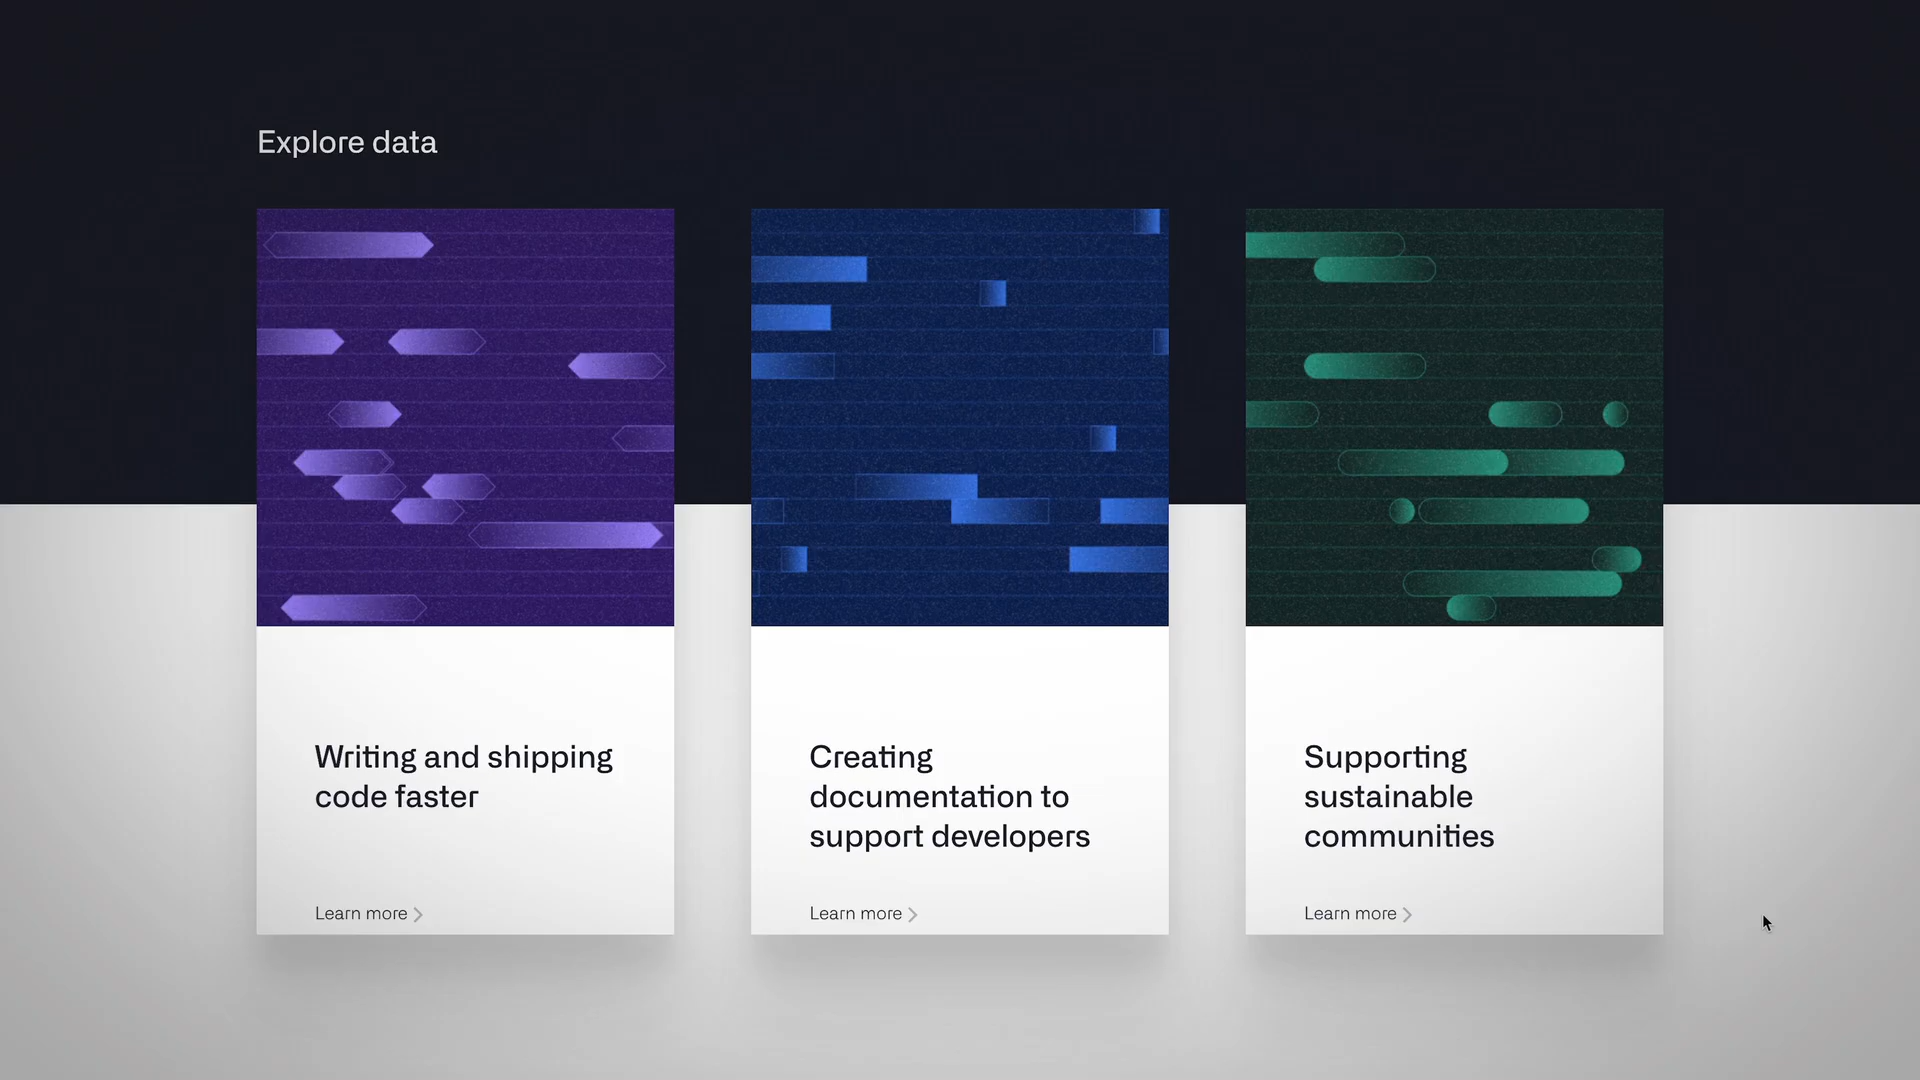 Explore data
Writing and shipping
code faster
Learn more
Creating
documentation to
support developers
Learn more
Supporting
sustainable
communities
Learn more